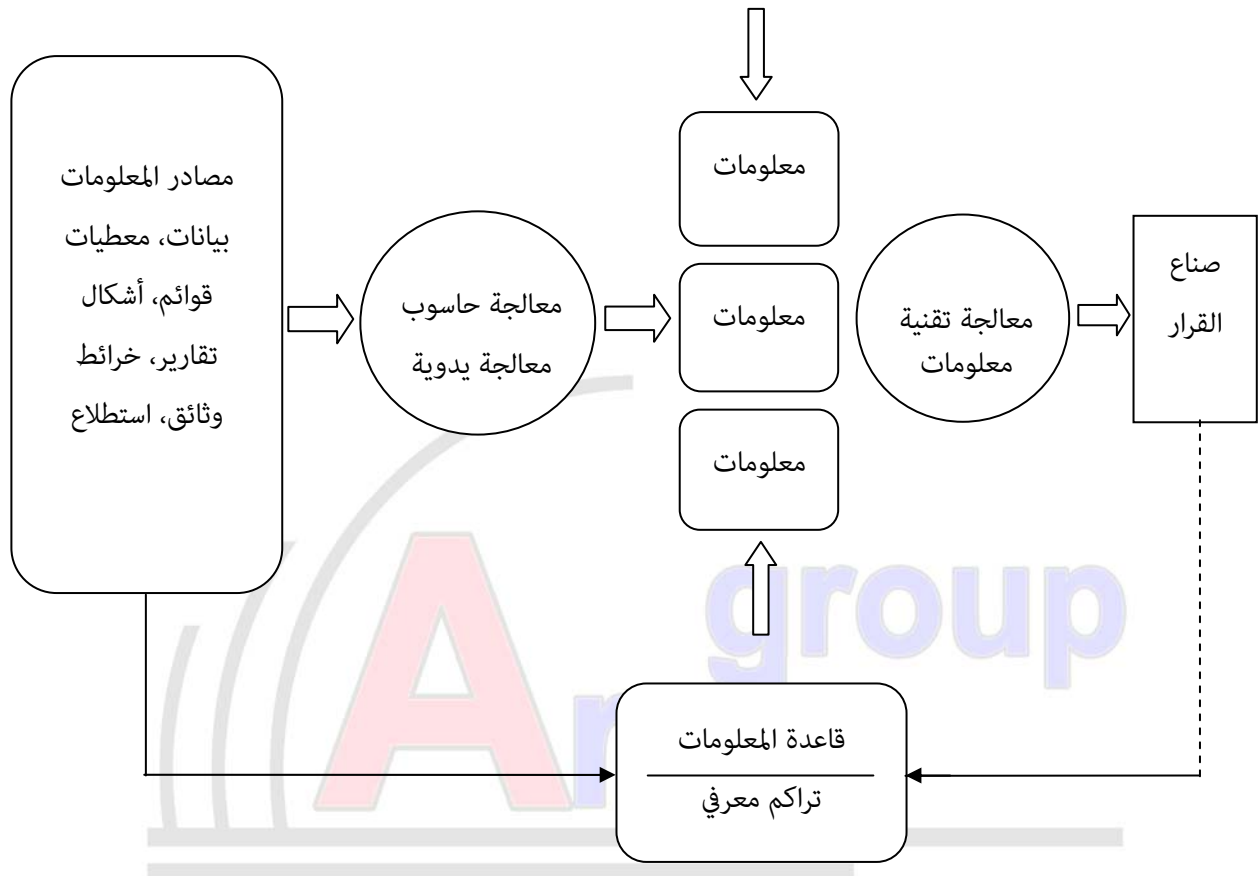 مصادر المعلومات
بيانات، معطيات
قوائم، أشكال
تقارير، خرائط
وثائق، استطلاع
معالجة حاسوب
معالجة يدوية
معلومات
معلومات
معلومات
معالجة تقنية
معلومات
صناع
القرار
قاعدة المعلومات
تراكم معرفي
group